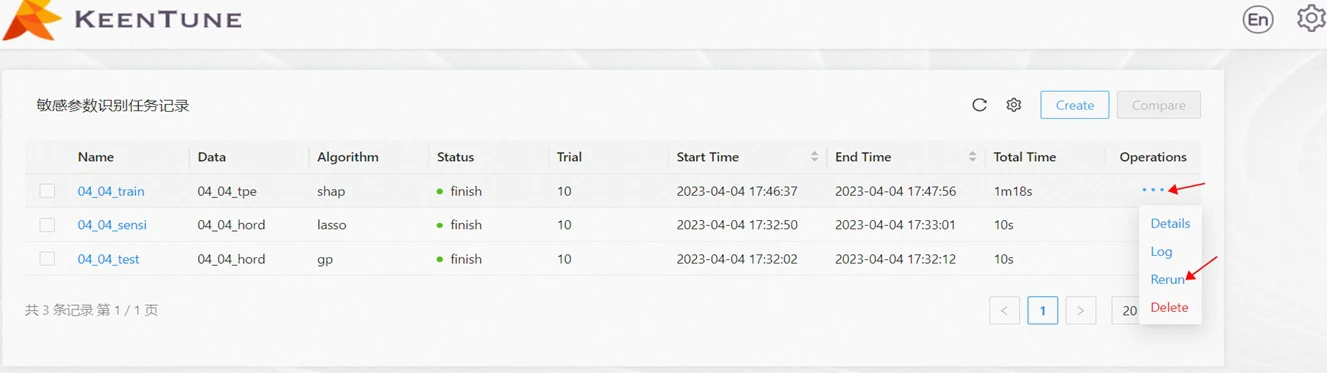 KEENTUNE En
敏感参数识别任务记录 Create Compare
Name Data Algorithm Status Trial Start Time End Time Total Time Operations
04_04_train 04_04_tpe shap finish 10 2023-04-04 17:46:37 2023-04-04 17:47:56 1m18s
04_04_sensi 04_04_hord lasso finish 10 2023-04-04 17:32:50 2023-04-04 17:33:01 10s
04_04_test 04_04_hord gp finish 10 2023-04-04 17:32:02 2023-04-04 17:32:12 10s
Details
Log
Rerun
Delete
共 3 条记录 第 1 / 1 页 < 1 > 20